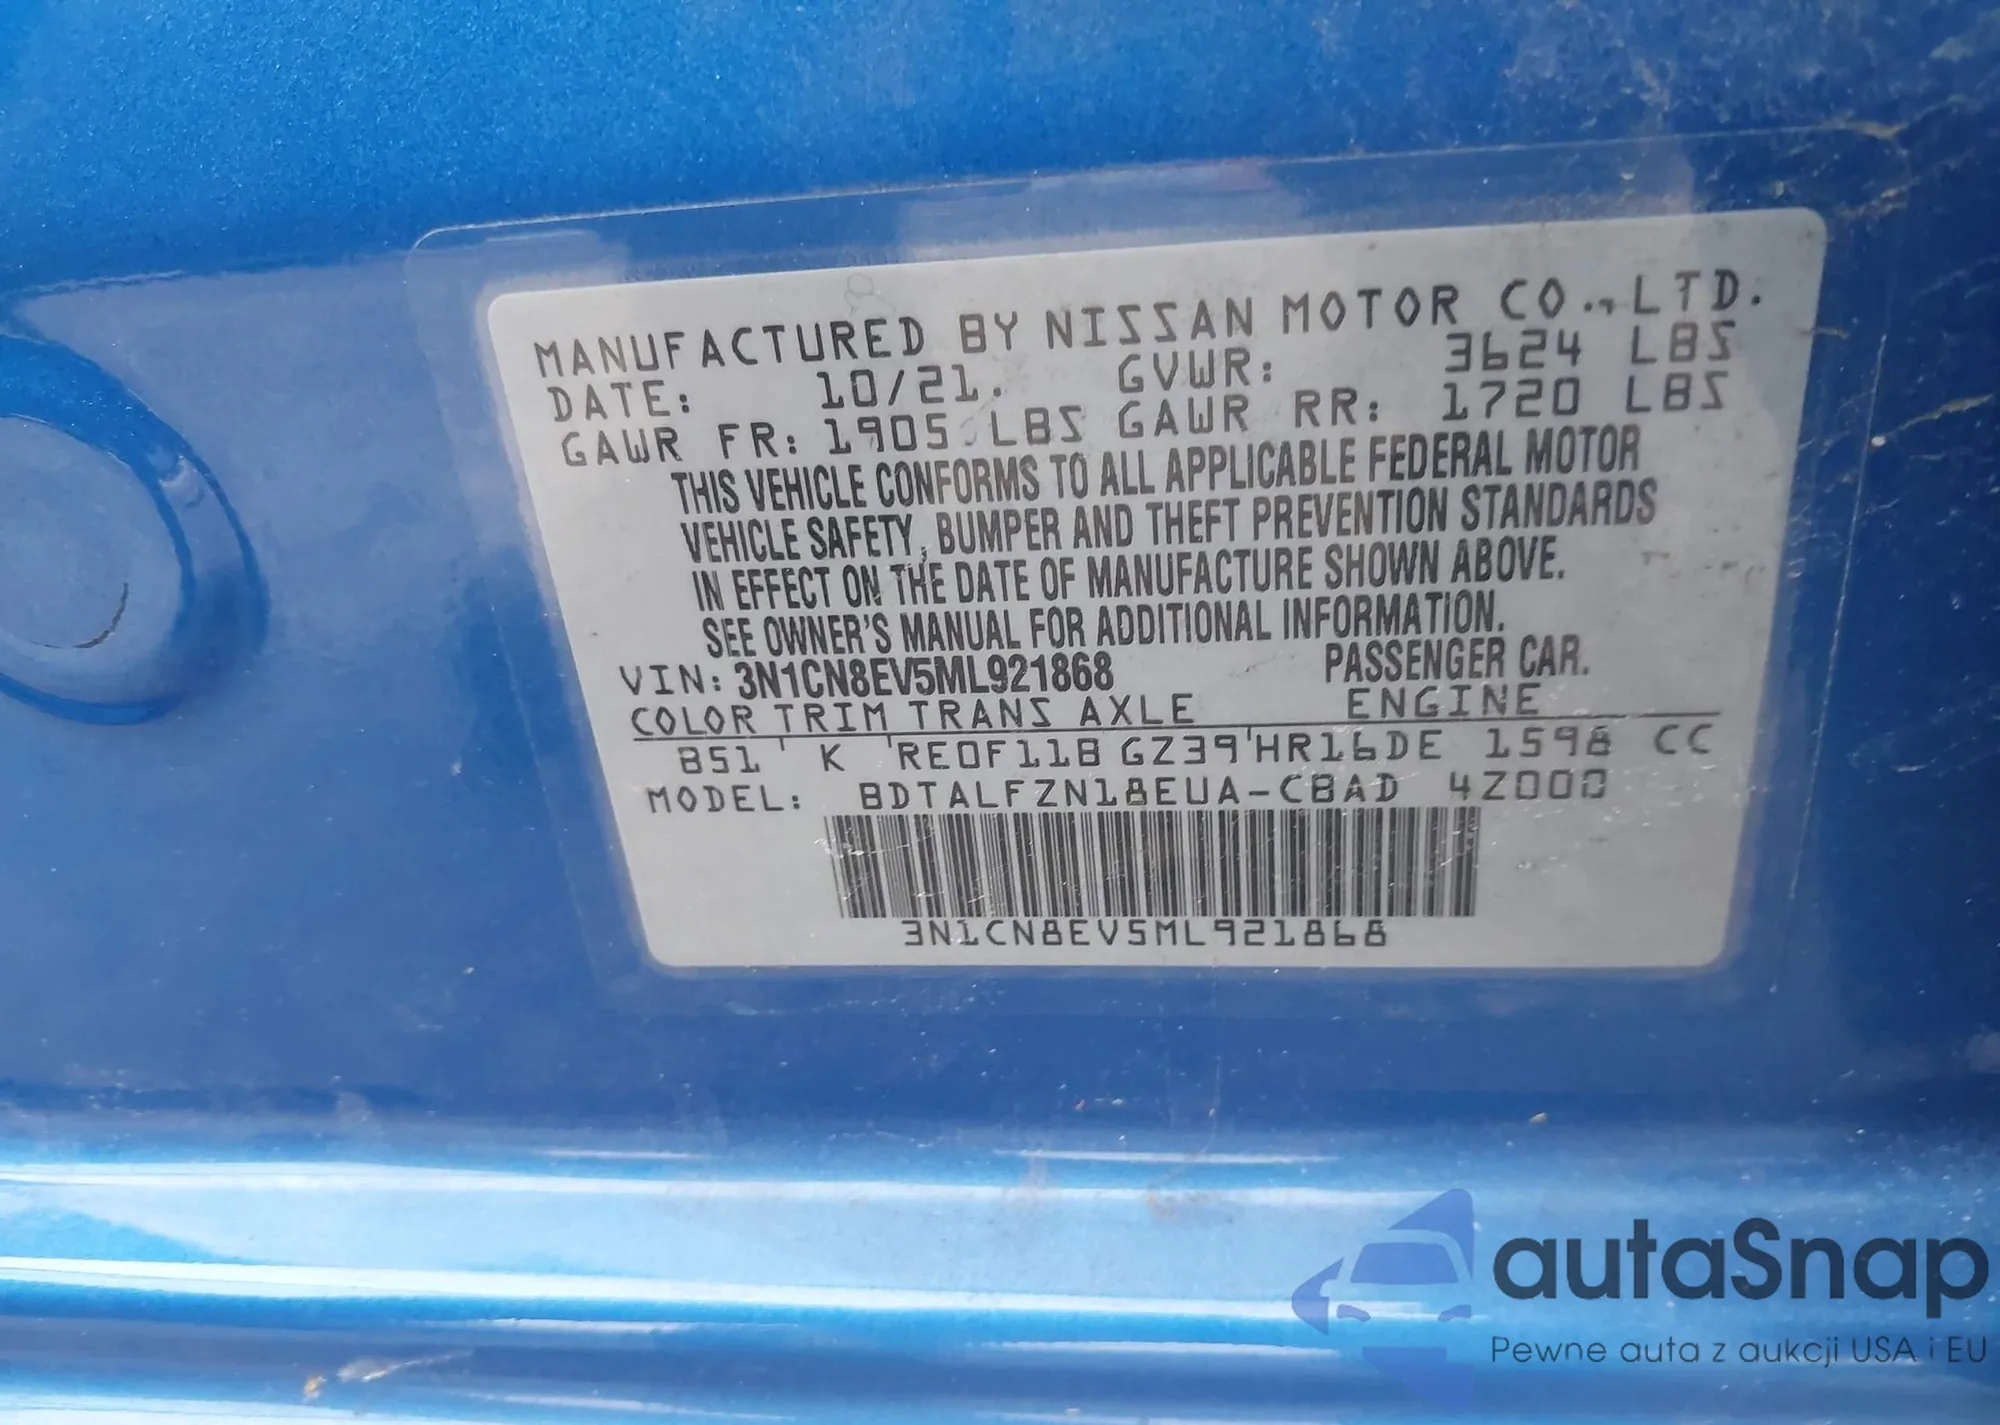 MANUFACTURED BY NISSAN MOTOR CO., LTD.
DATE: 10/21. GVWR: 3624 LBS
GAWR FR: 1905 LBS GAWR RR: 1720 LBS
THIS VEHICLE CONFORMS TO ALL APPLICABLE FEDERAL MOTOR
VEHICLE SAFETY, BUMPER AND THEFT PREVENTION STANDARDS
IN EFFECT ON THE DATE OF MANUFACTURE SHOWN ABOVE.
SEE OWNER'S MANUAL FOR ADDITIONAL INFORMATION.
VIN: 3N1CN8EV5ML921868 PASSENGER CAR.
COLOR TRIM TRANS AXLE ENGINE
B51 K RE0F11B GZ39 HR16DE 1598 CC
MODEL: BDTALFZN18EUA-CBAD 4Z000
3N1CN8EV5ML921868
autaSnap
Pewne auta z aukcji USA i EU